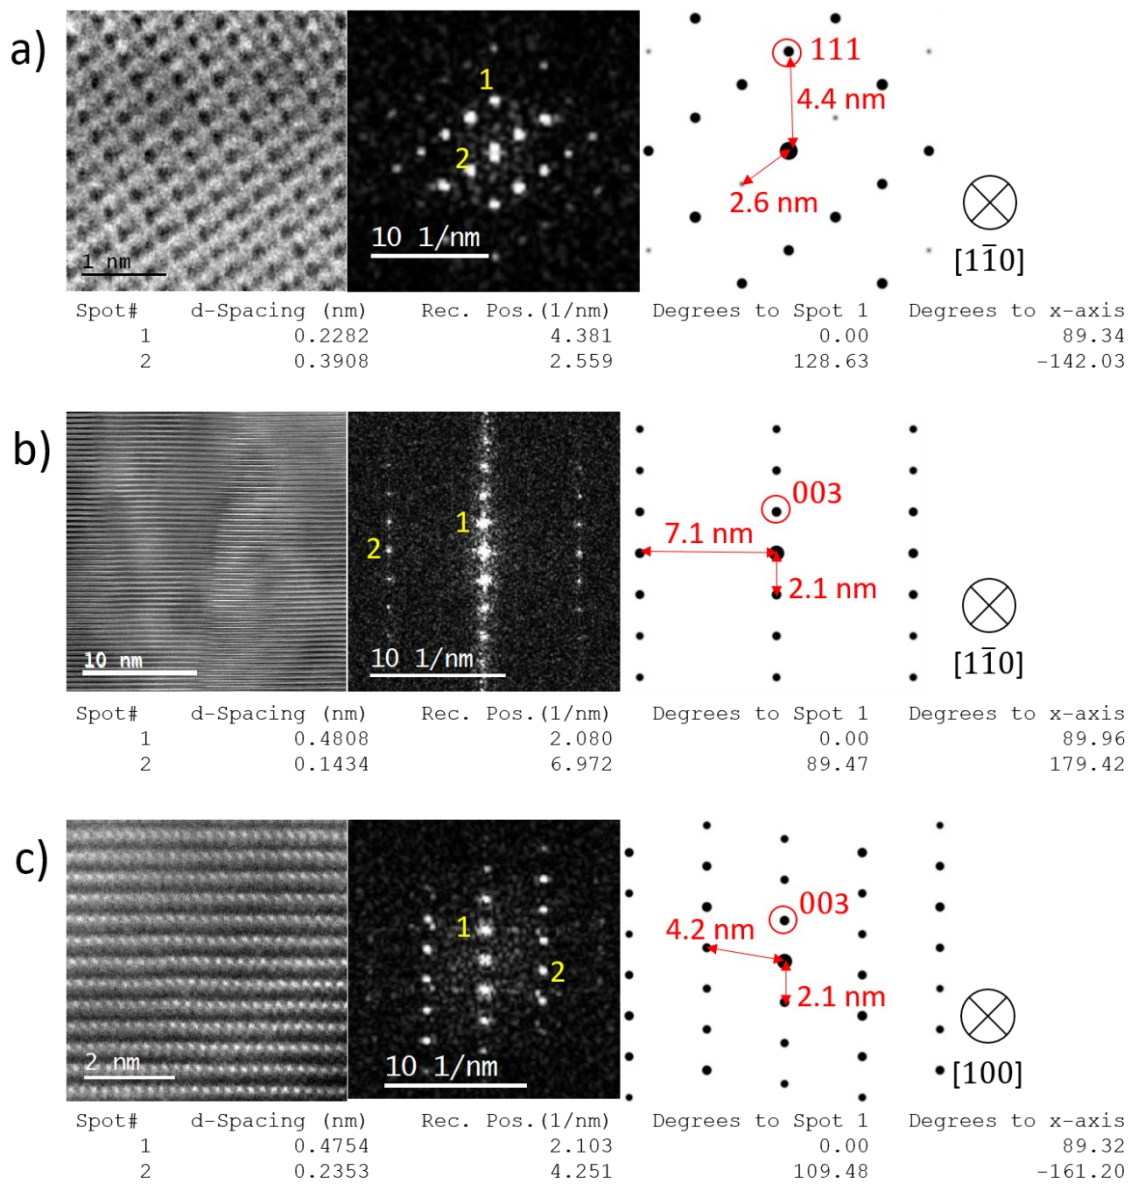 a)
1
2
10 1/nm
1 nm
111
4.4 nm
2.6 nm
[11̅0]
Spot# d-Spacing (nm) Rec. Pos.(1/nm) Degrees to Spot 1 Degrees to x-axis
1 0.2282 4.381 0.00 89.34
2 0.3908 2.559 128.63 -142.03
b)
1
2
10 nm
10 1/nm
003
7.1 nm
2.1 nm
[11̅0]
Spot# d-Spacing (nm) Rec. Pos.(1/nm) Degrees to Spot 1 Degrees to x-axis
1 0.4808 2.080 0.00 89.96
2 0.1434 6.972 89.47 179.42
c)
1
2
2 nm
10 1/nm
003
4.2 nm
2.1 nm
[100]
Spot# d-Spacing (nm) Rec. Pos.(1/nm) Degrees to Spot 1 Degrees to x-axis
1 0.4754 2.103 0.00 89.32
2 0.2353 4.251 109.48 -161.20